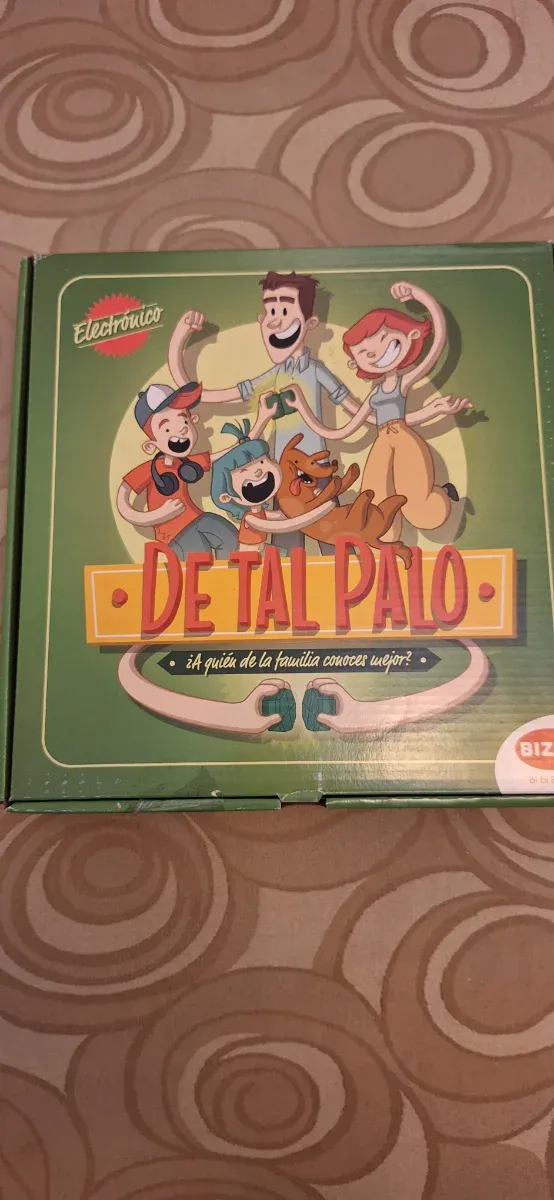 Electrónico
DE TAL PALO
¿A quién de la familia conoces mejor?
BIZ